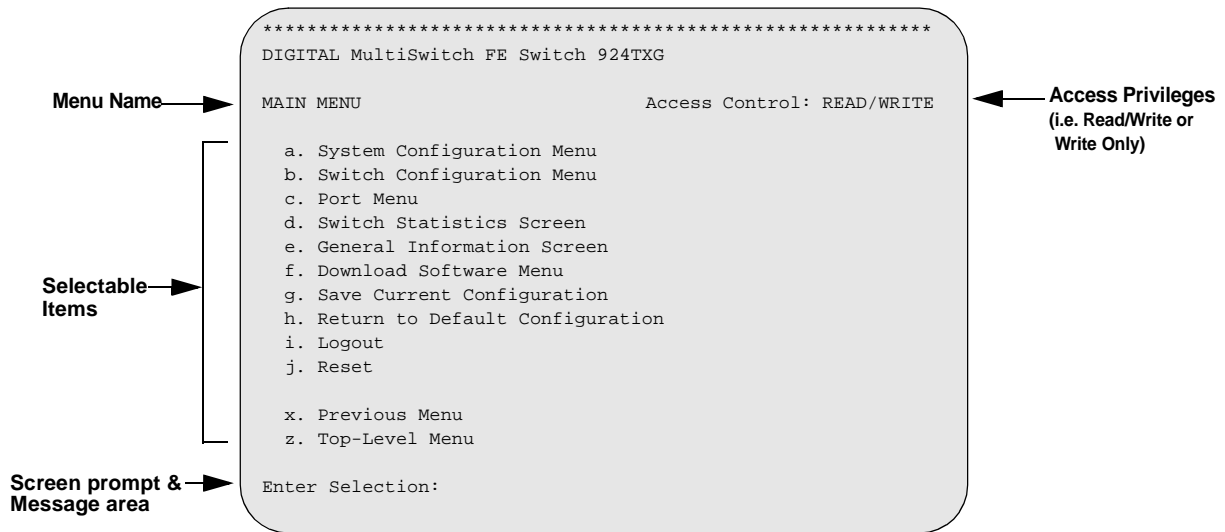 ************************************************************
DIGITAL MultiSwitch FE Switch 924TXG
Menu Name
MAIN MENU Access Control: READ/WRITE
Access Privileges
(i.e. Read/Write or
Write Only)
a. System Configuration Menu
b. Switch Configuration Menu
c. Port Menu
d. Switch Statistics Screen
e. General Information Screen
f. Download Software Menu
Selectable
Items
g. Save Current Configuration
h. Return to Default Configuration
i. Logout
j. Reset
x. Previous Menu
z. Top-Level Menu
Screen prompt &
Message area
Enter Selection: